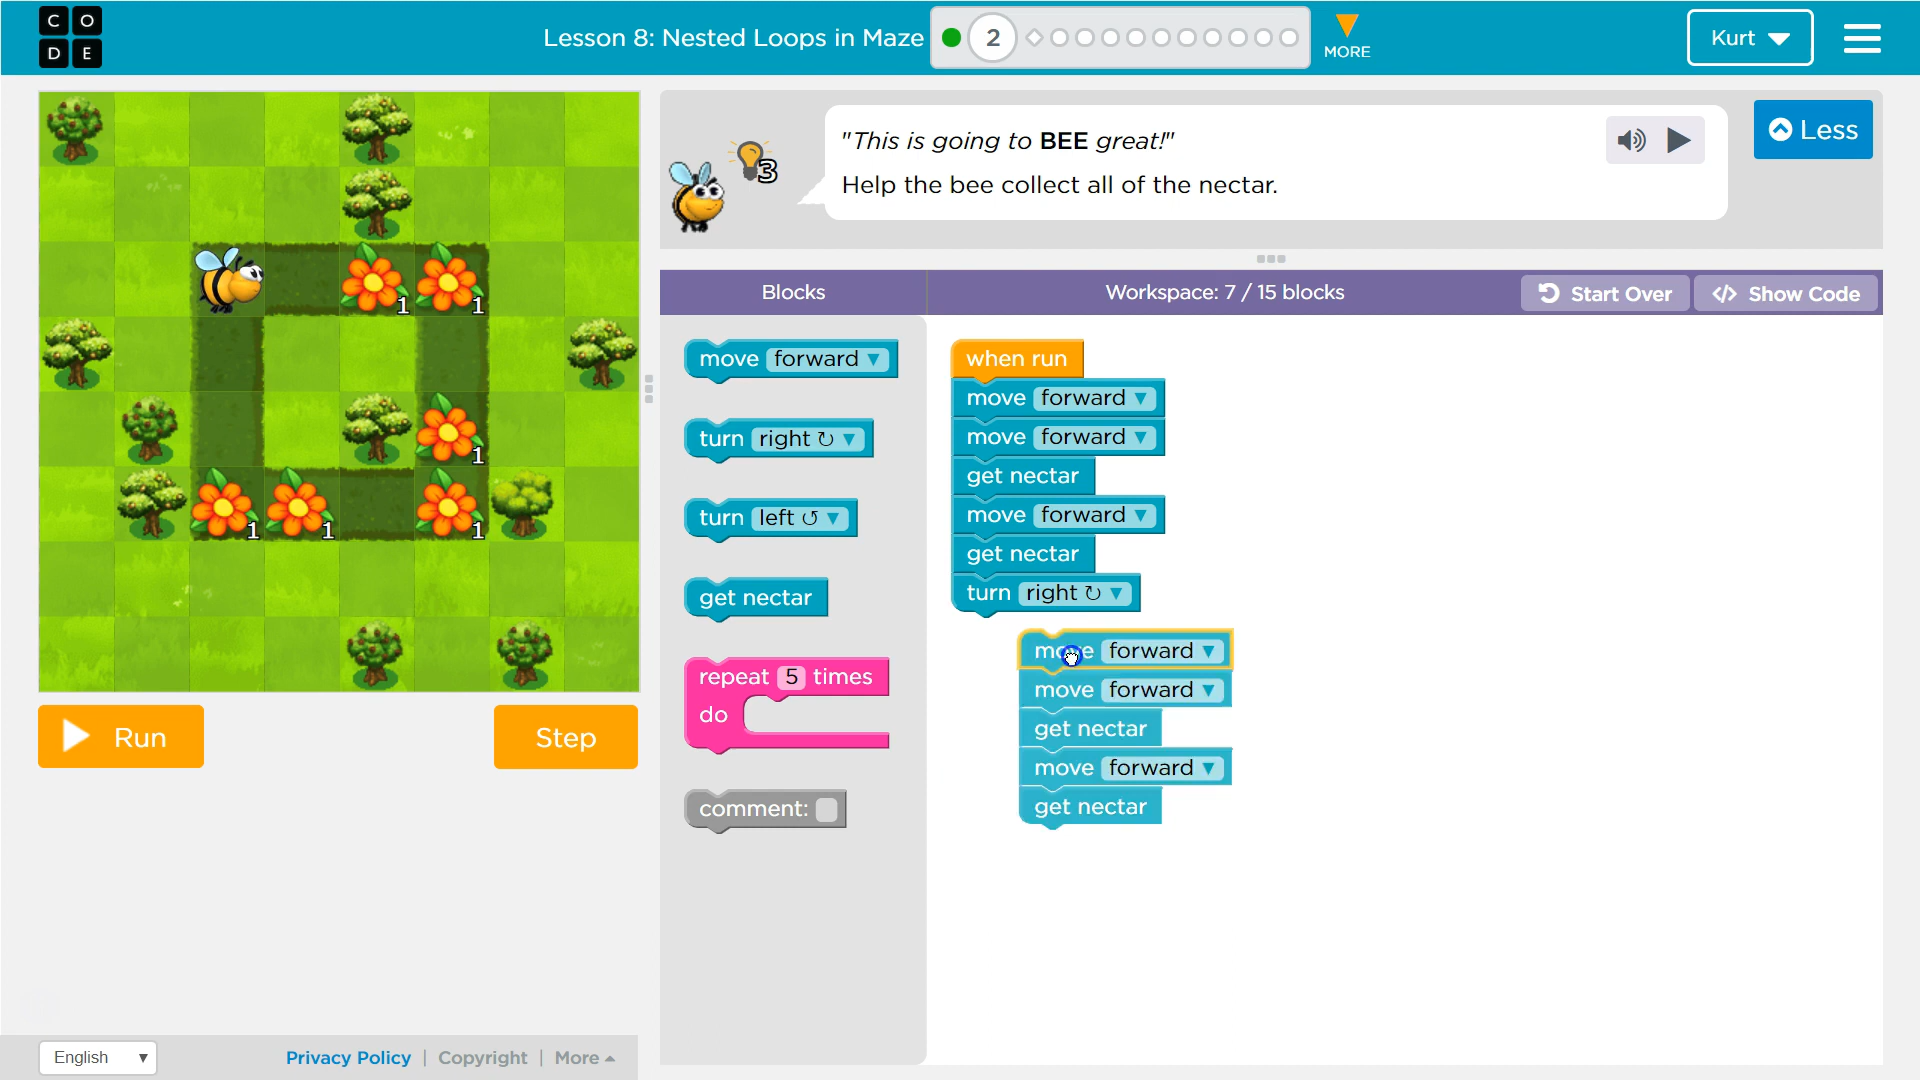 C O
D E
Lesson 8: Nested Loops in Maze
2
MORE
Kurt
3
"This is going to BEE great!"
Help the bee collect all of the nectar.
Less
1 1
1
1 1 1
Run
Step
Blocks
Workspace: 7 / 15 blocks
Start Over
</> Show Code
move forward ▼
turn right ↻ ▼
turn left ↺ ▼
get nectar
repeat 5 times
do
comment:
when run
move forward ▼
move forward ▼
get nectar
move forward ▼
get nectar
turn right ↻ ▼
move forward ▼
move forward ▼
get nectar
move forward ▼
get nectar
English ▼
Privacy Policy | Copyright | More